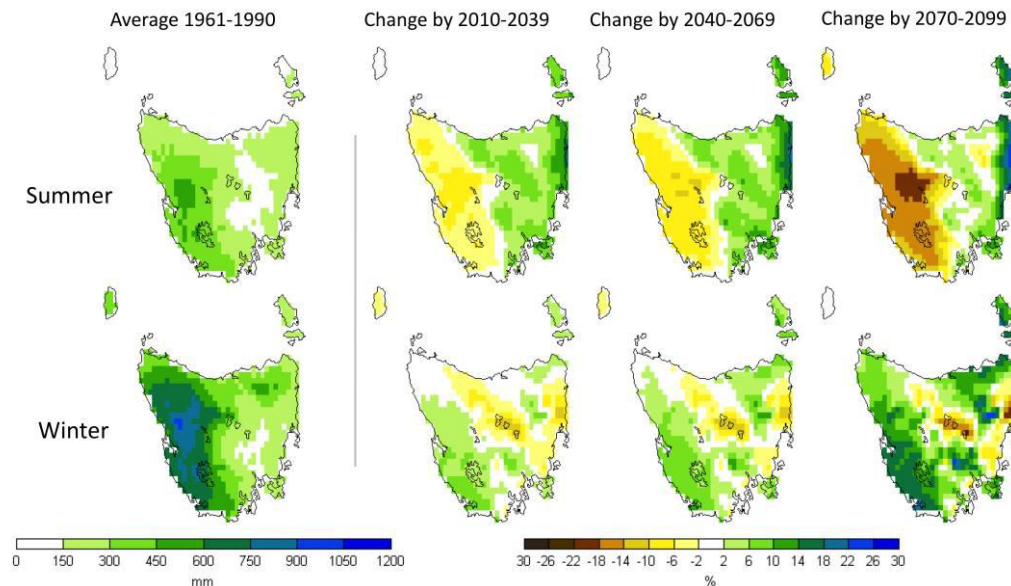 Average 1961-1990 Change by 2010-2039 Change by 2040-2069 Change by 2070-2099
Summer
Winter
0 150 300 450 600 750 900 1050 1200
mm
30 -26 -22 -18 -14 -10 -6 -2 2 6 10 14 18 22 26 30
%